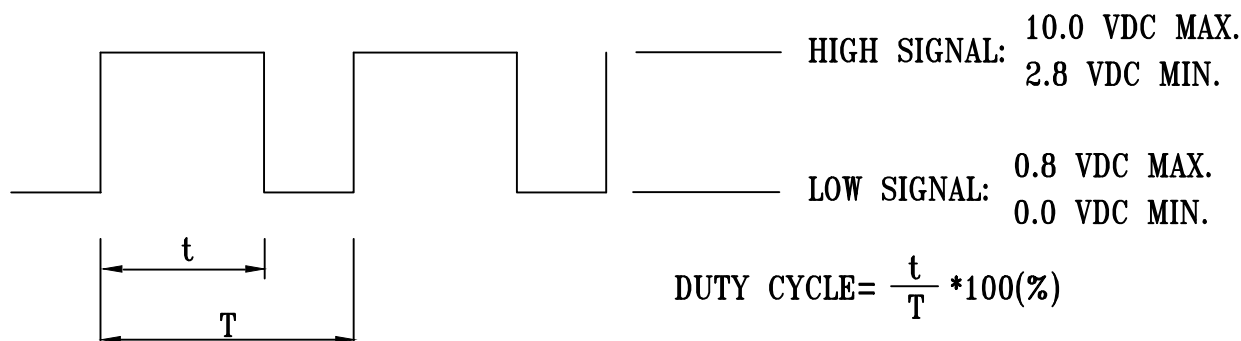 HIGH SIGNAL: 10.0 VDC MAX.
2.8 VDC MIN.
LOW SIGNAL: 0.8 VDC MAX.
0.0 VDC MIN.
t
T
DUTY CYCLE= t/T *100(%)